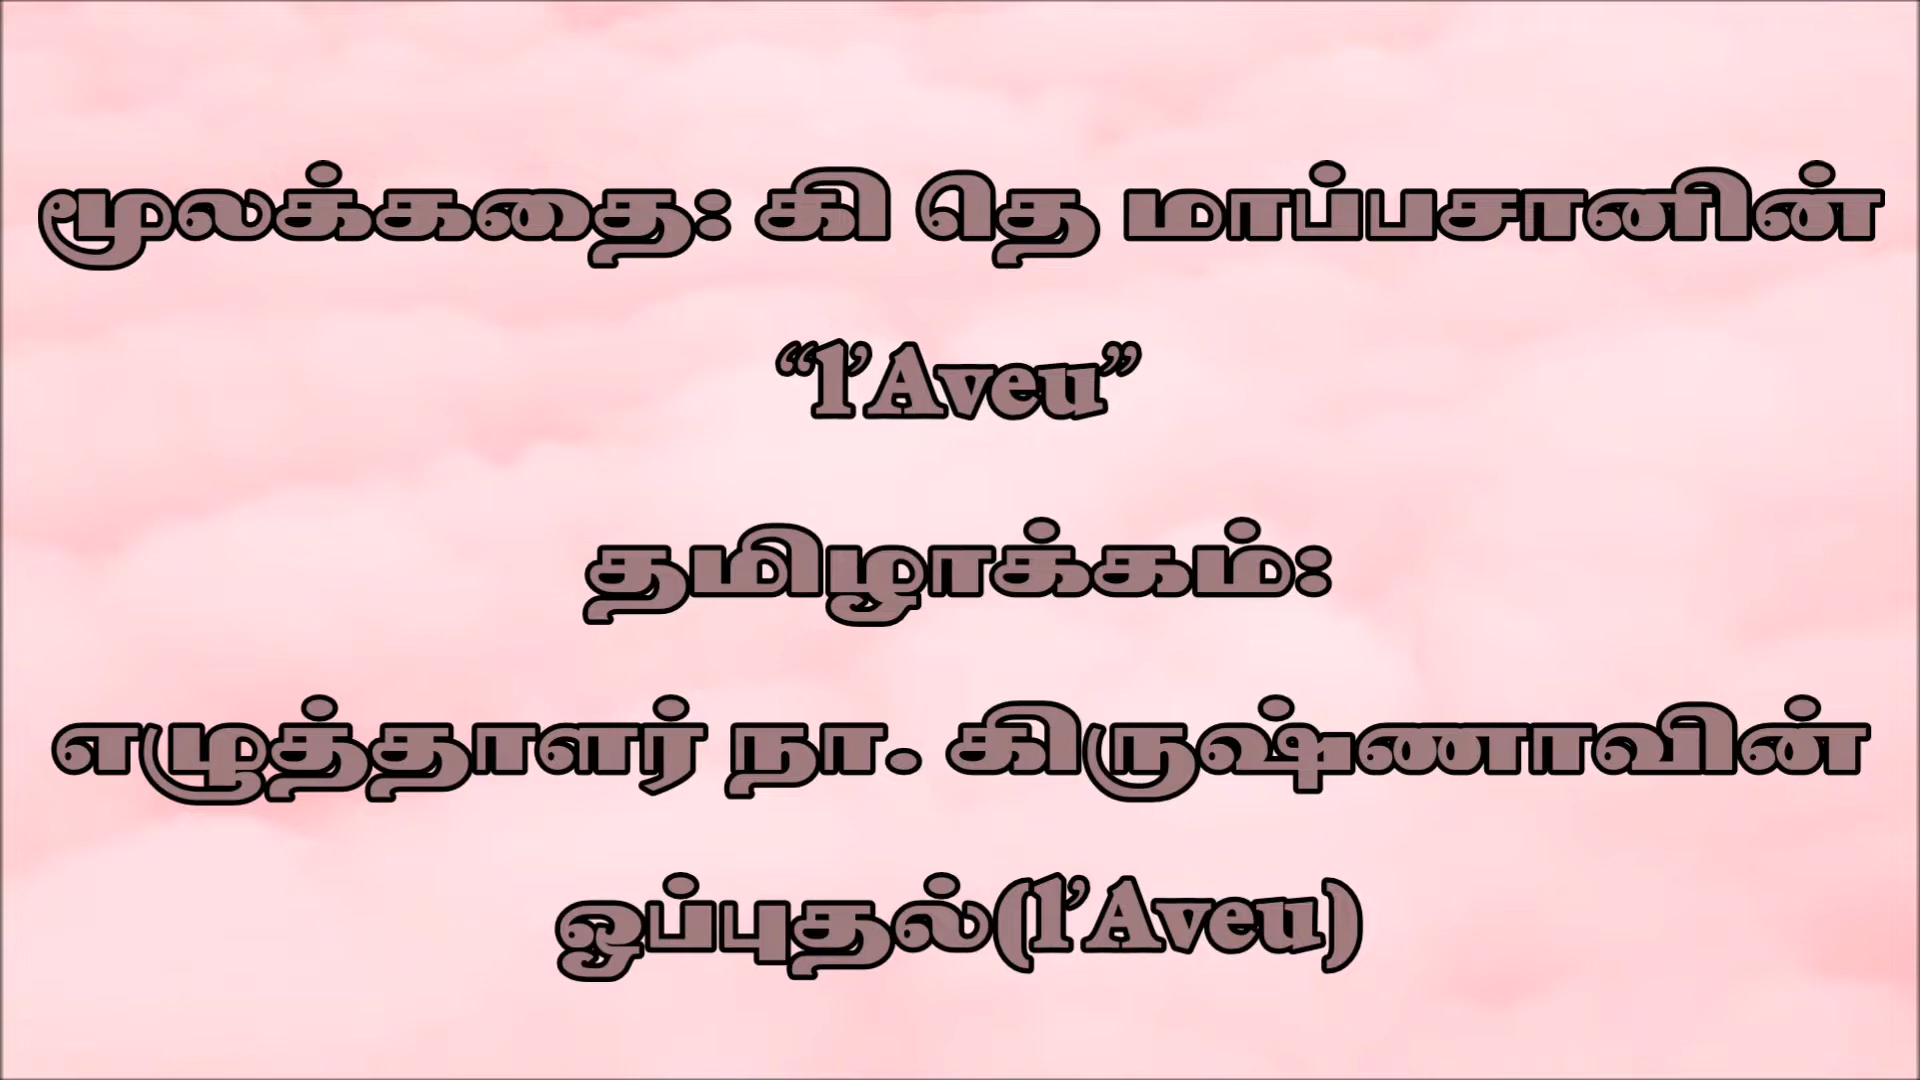 மூலக்கதை: கி தெ மாப்பசானின்
“l’Aveu”
தமிழாக்கம்:
எழுத்தாளர் நா. கிருஷ்ணாவின்
ஒப்புதல்(l’Aveu)